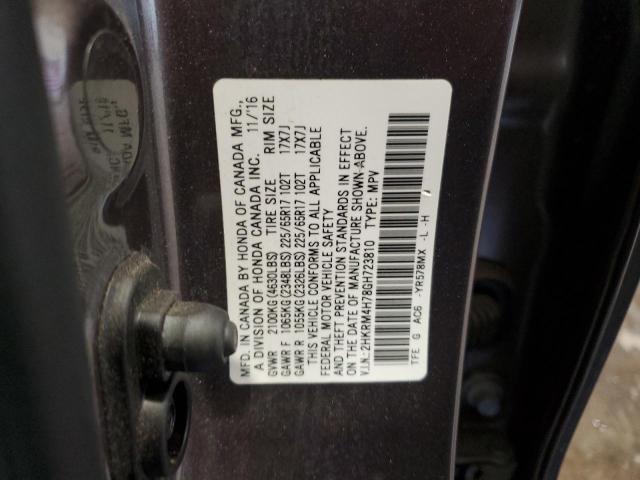 MFD. IN CANADA BY HONDA OF CANADA MFG.,
A DIVISION OF HONDA CANADA INC. 11/'16
GVWR 2100KG(4630LBS) TIRE SIZE RIM SIZE
GAWR F 1065KG(2348LBS) 225/65R17 102T 17X7J
GAWR R 1055KG(2326LBS) 225/65R17 102T 17X7J
THIS VEHICLE CONFORMS TO ALL APPLICABLE
FEDERAL MOTOR VEHICLE SAFETY
AND THEFT PREVENTION STANDARDS IN EFFECT
ON THE DATE OF MANUFACTURE SHOWN ABOVE.
V.I.N.:2HKRM4H78GH723810 TYPE: MPV
TFE G AC6 -YR578MX -L -H